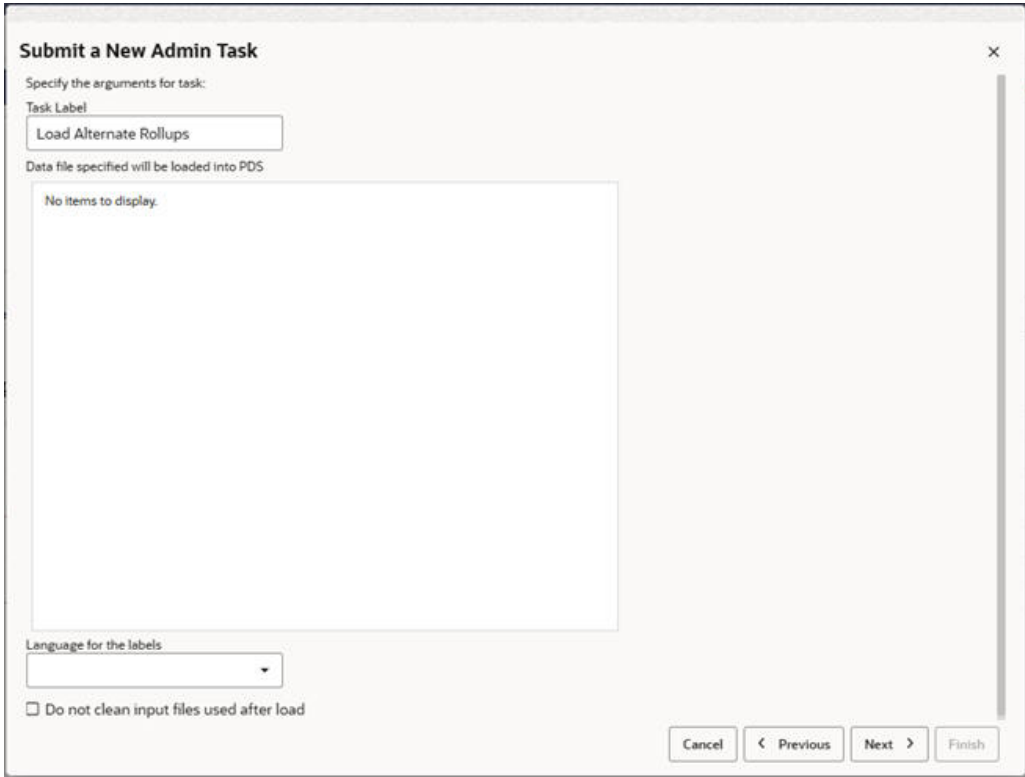 Submit a New Admin Task
Specify the arguments for task:
Task Label
Load Alternate Rollups
Data file specified will be loaded into PDS
No items to display.
Language for the labels
Do not clean input files used after load
Cancel
Previous
Next
Finish